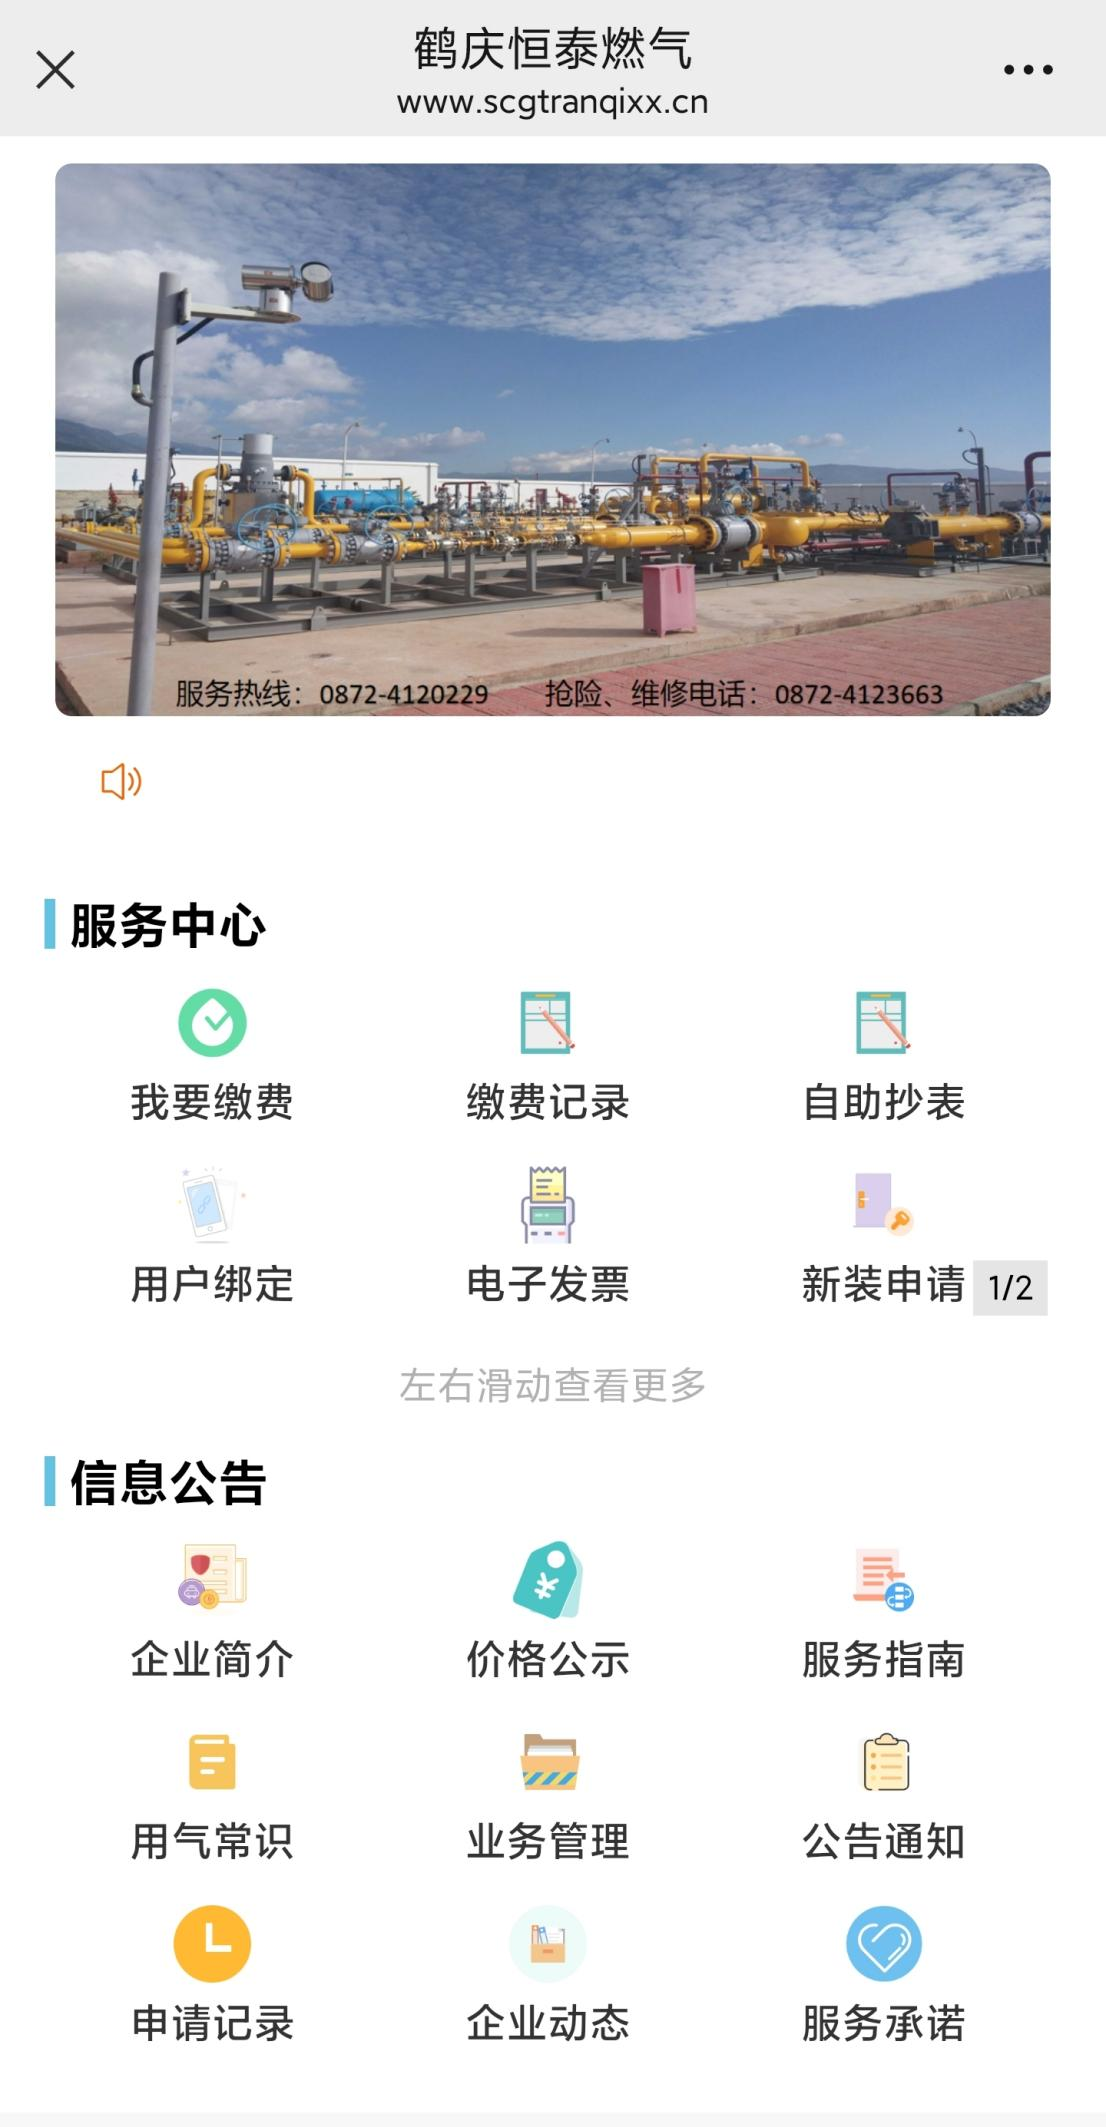 鹤庆恒泰燃气
www.scgtranqixx.cn
服务热线：0872-4120229 抢险、维修电话：0872-4123663
服务中心
我要缴费 缴费记录 自助抄表
用户绑定 电子发票 新装申请 1/2
左右滑动查看更多
信息公告
企业简介 价格公示 服务指南
用气常识 业务管理 公告通知
申请记录 企业动态 服务承诺